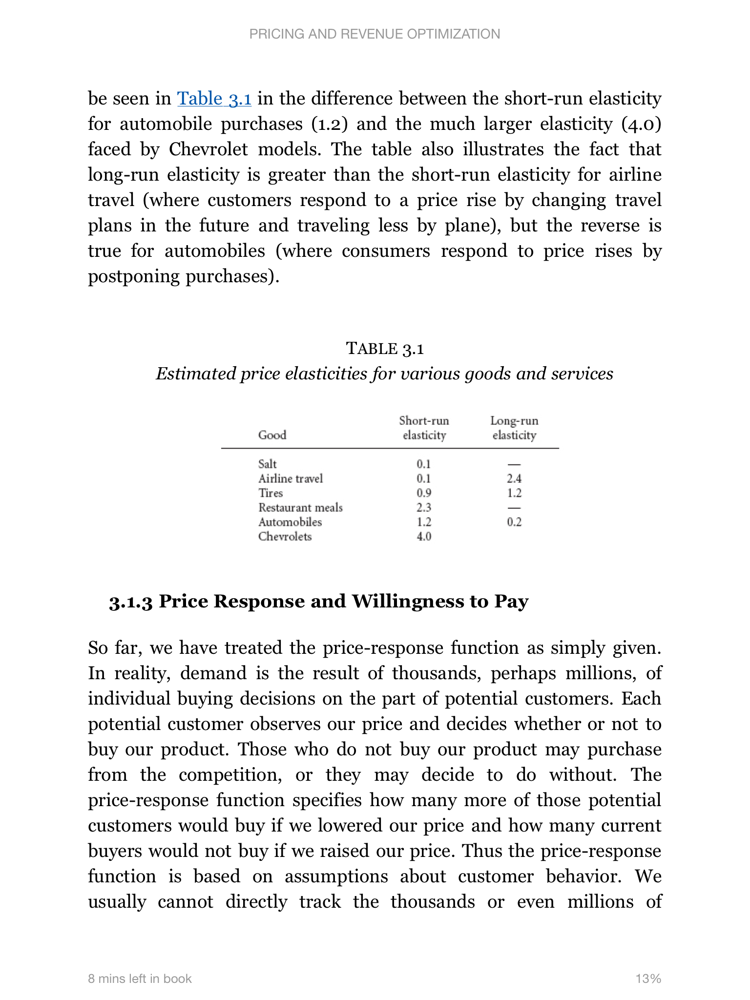 PRICING AND REVENUE OPTIMIZATION
be seen in Table 3.1 in the difference between the short-run elasticity
for automobile purchases (1.2) and the much larger elasticity (4.0)
faced by Chevrolet models. The table also illustrates the fact that
long-run elasticity is greater than the short-run elasticity for airline
travel (where customers respond to a price rise by changing travel
plans in the future and traveling less by plane), but the reverse is
true for automobiles (where consumers respond to price rises by
postponing purchases).
TABLE 3.1
Estimated price elasticities for various goods and services
Short-run Long-run
Good elasticity elasticity
Salt 0.1 —
Airline travel 0.1 2.4
Tires 0.9 1.2
Restaurant meals 2.3 —
Automobiles 1.2 0.2
Chevrolets 4.0
3.1.3 Price Response and Willingness to Pay
So far, we have treated the price-response function as simply given.
In reality, demand is the result of thousands, perhaps millions, of
individual buying decisions on the part of potential customers. Each
potential customer observes our price and decides whether or not to
buy our product. Those who do not buy our product may purchase
from the competition, or they may decide to do without. The
price-response function specifies how many more of those potential
customers would buy if we lowered our price and how many current
buyers would not buy if we raised our price. Thus the price-response
function is based on assumptions about customer behavior. We
usually cannot directly track the thousands or even millions of
8 mins left in book 13%